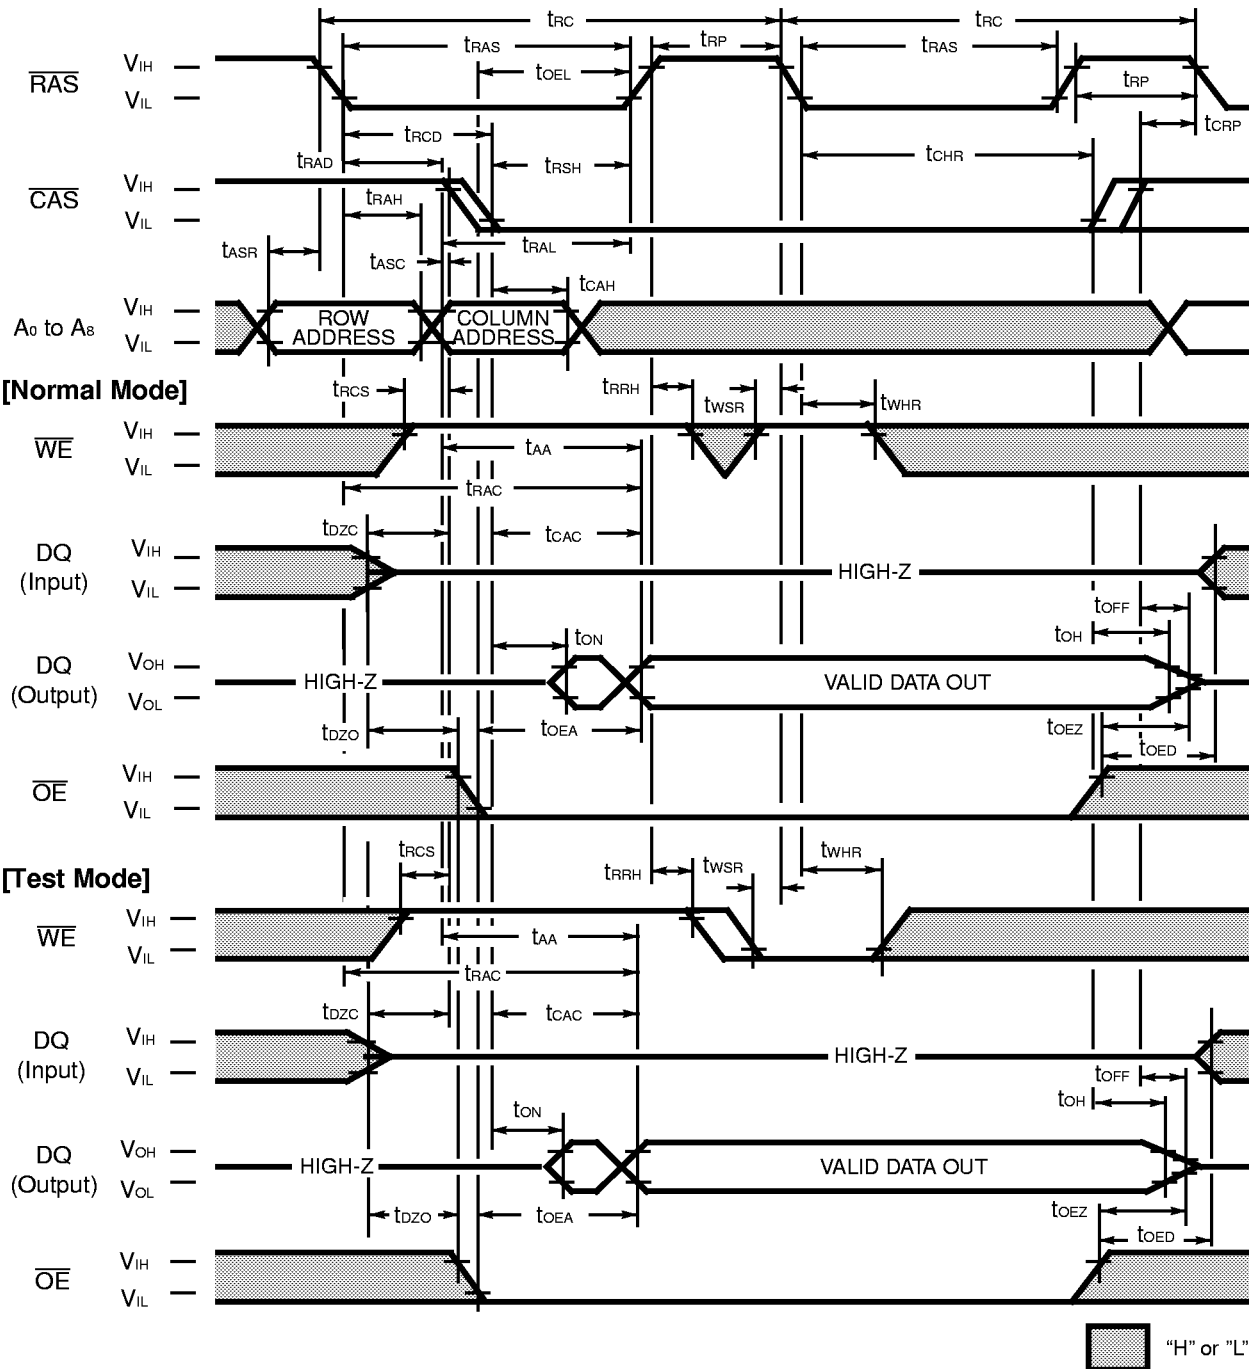 tRC tRC
tRAS tRP tRAS
tOEL
RAS VIH
VIL
tRP
tCRP
tRCD
tRAD tRSH tCHR
CAS VIH
VIL
tRAH
tASR tASC tRAL
tCAH
A0 to A8 VIH
VIL
ROW ADDRESS
COLUMN ADDRESS
[Normal Mode]
tRCS tRRH tWSR tWHR
WE VIH
VIL
tAA
tRAC
tDZC tCAC
DQ (Input) VIH
VIL
HIGH-Z
tOFF
tON tOH
DQ (Output) VOH
VOL
HIGH-Z VALID DATA OUT
tDZO tOEA tOEZ
tOED
OE VIH
VIL
[Test Mode]
tRCS tRRH tWSR tWHR
WE VIH
VIL
tAA
tRAC
tDZC tCAC
DQ (Input) VIH
VIL
HIGH-Z
tOFF
tON tOH
DQ (Output) VOH
VOL
HIGH-Z VALID DATA OUT
tDZO tOEA tOEZ
tOED
OE VIH
VIL
“H” or ”L”